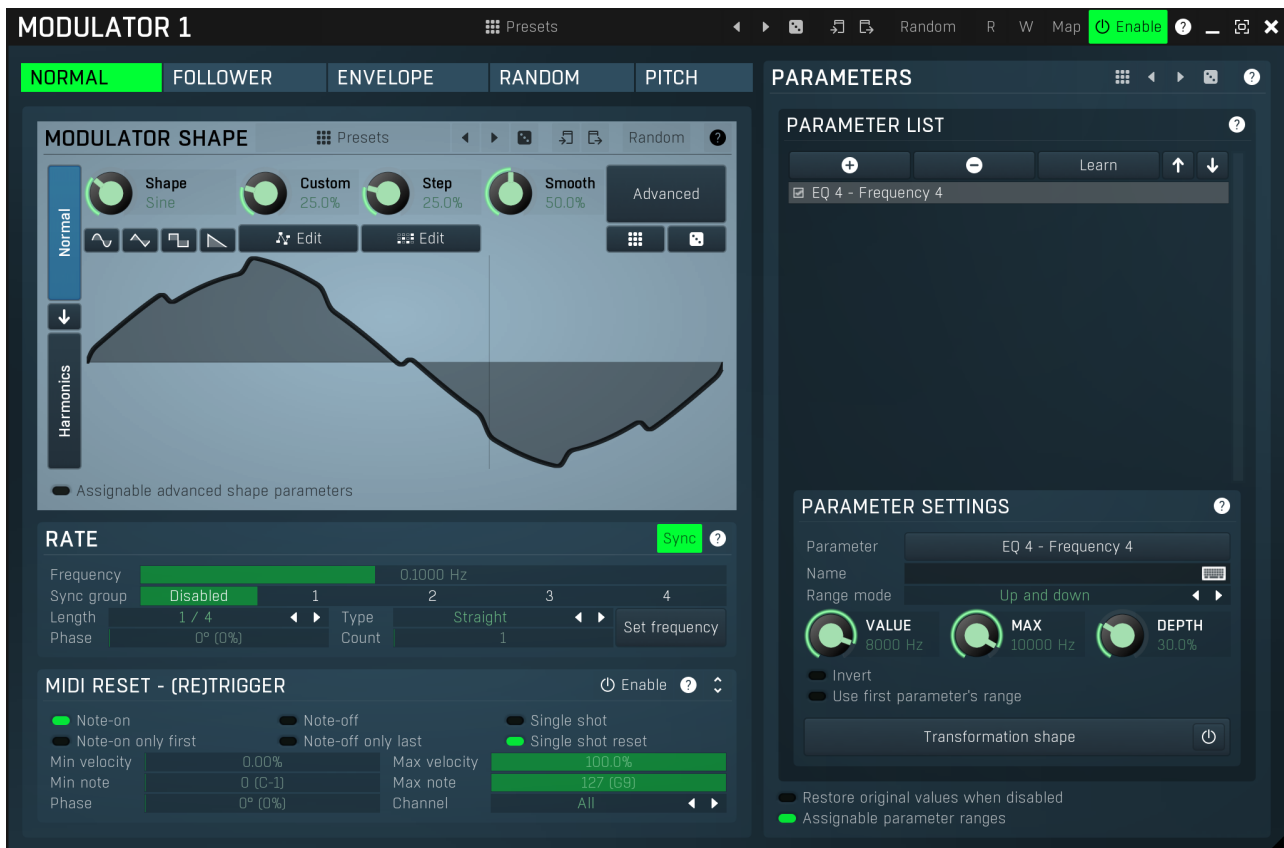 MODULATOR 1 Presets Random R W Map Enable ?
NORMAL FOLLOWER ENVELOPE RANDOM PITCH
MODULATOR SHAPE Presets Random ?
Normal
Harmonics
Shape Sine Custom 25.0% Step 25.0% Smooth 50.0% Advanced
Edit Edit
Assignable advanced shape parameters
RATE Sync ?
Frequency 0.1000 Hz
Sync group Disabled 1 2 3 4
Length 1 / 4 Type Straight Set frequency
Phase 0° (0%) Count 1
MIDI RESET - (RE)TRIGGER Enable ?
Note-on Note-off Single shot
Note-on only first Note-off only last Single shot reset
Min velocity 0.00% Max velocity 100.0%
Min note 0 (C-1) Max note 127 (G9)
Phase 0° (0%) Channel All
PARAMETERS ?
PARAMETER LIST ?
Learn
EQ 4 - Frequency 4
PARAMETER SETTINGS ?
Parameter EQ 4 - Frequency 4
Name
Range mode Up and down
VALUE 8000 Hz MAX 10000 Hz DEPTH 30.0%
Invert
Use first parameter's range
Transformation shape
Restore original values when disabled
Assignable parameter ranges